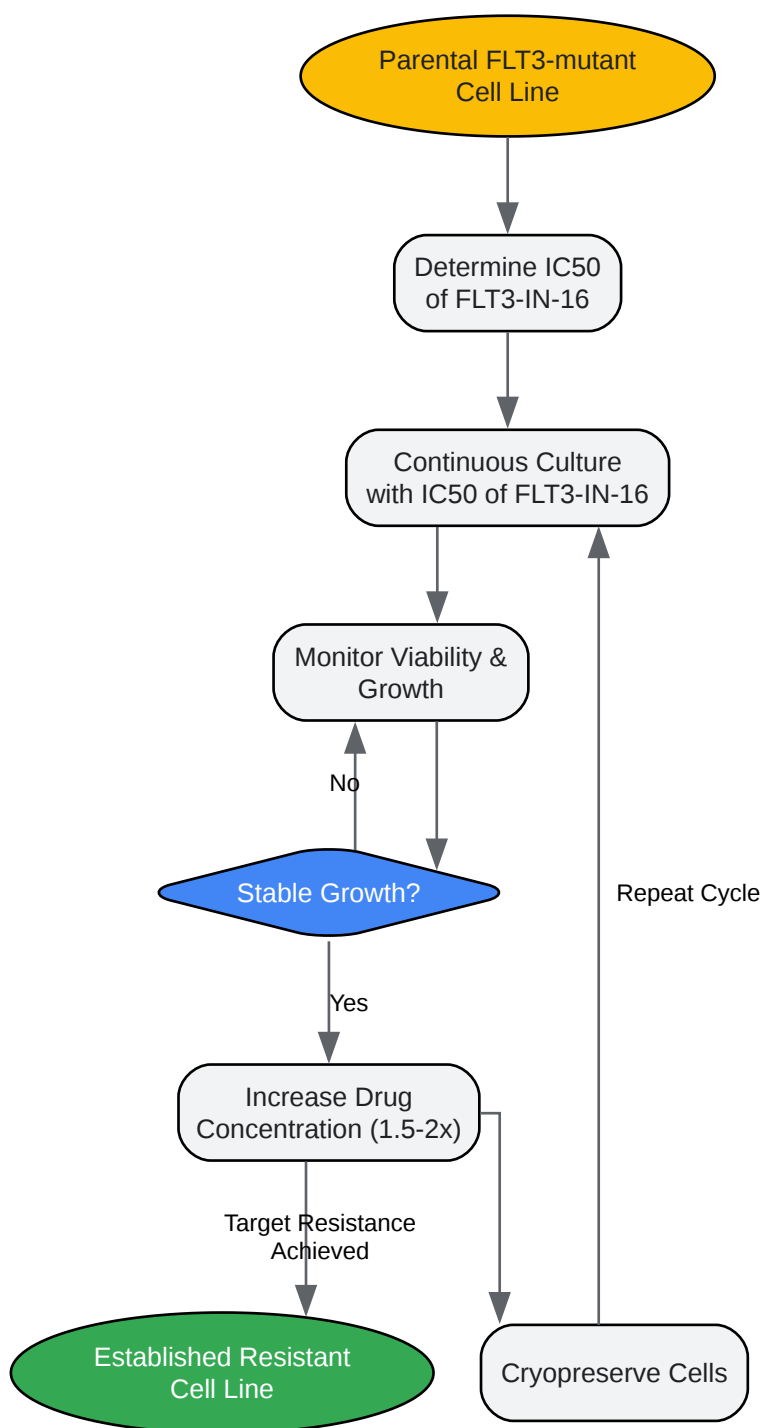 Parental FLT3-mutant
Cell Line
Determine IC50
of FLT3-IN-16
Continuous Culture
with IC50 of FLT3-IN-16
Monitor Viability &
Growth
No
Stable Growth?
Repeat Cycle
Yes
Increase Drug
Concentration (1.5-2x)
Target Resistance
Achieved
Established Resistant
Cell Line
Cryopreserve Cells